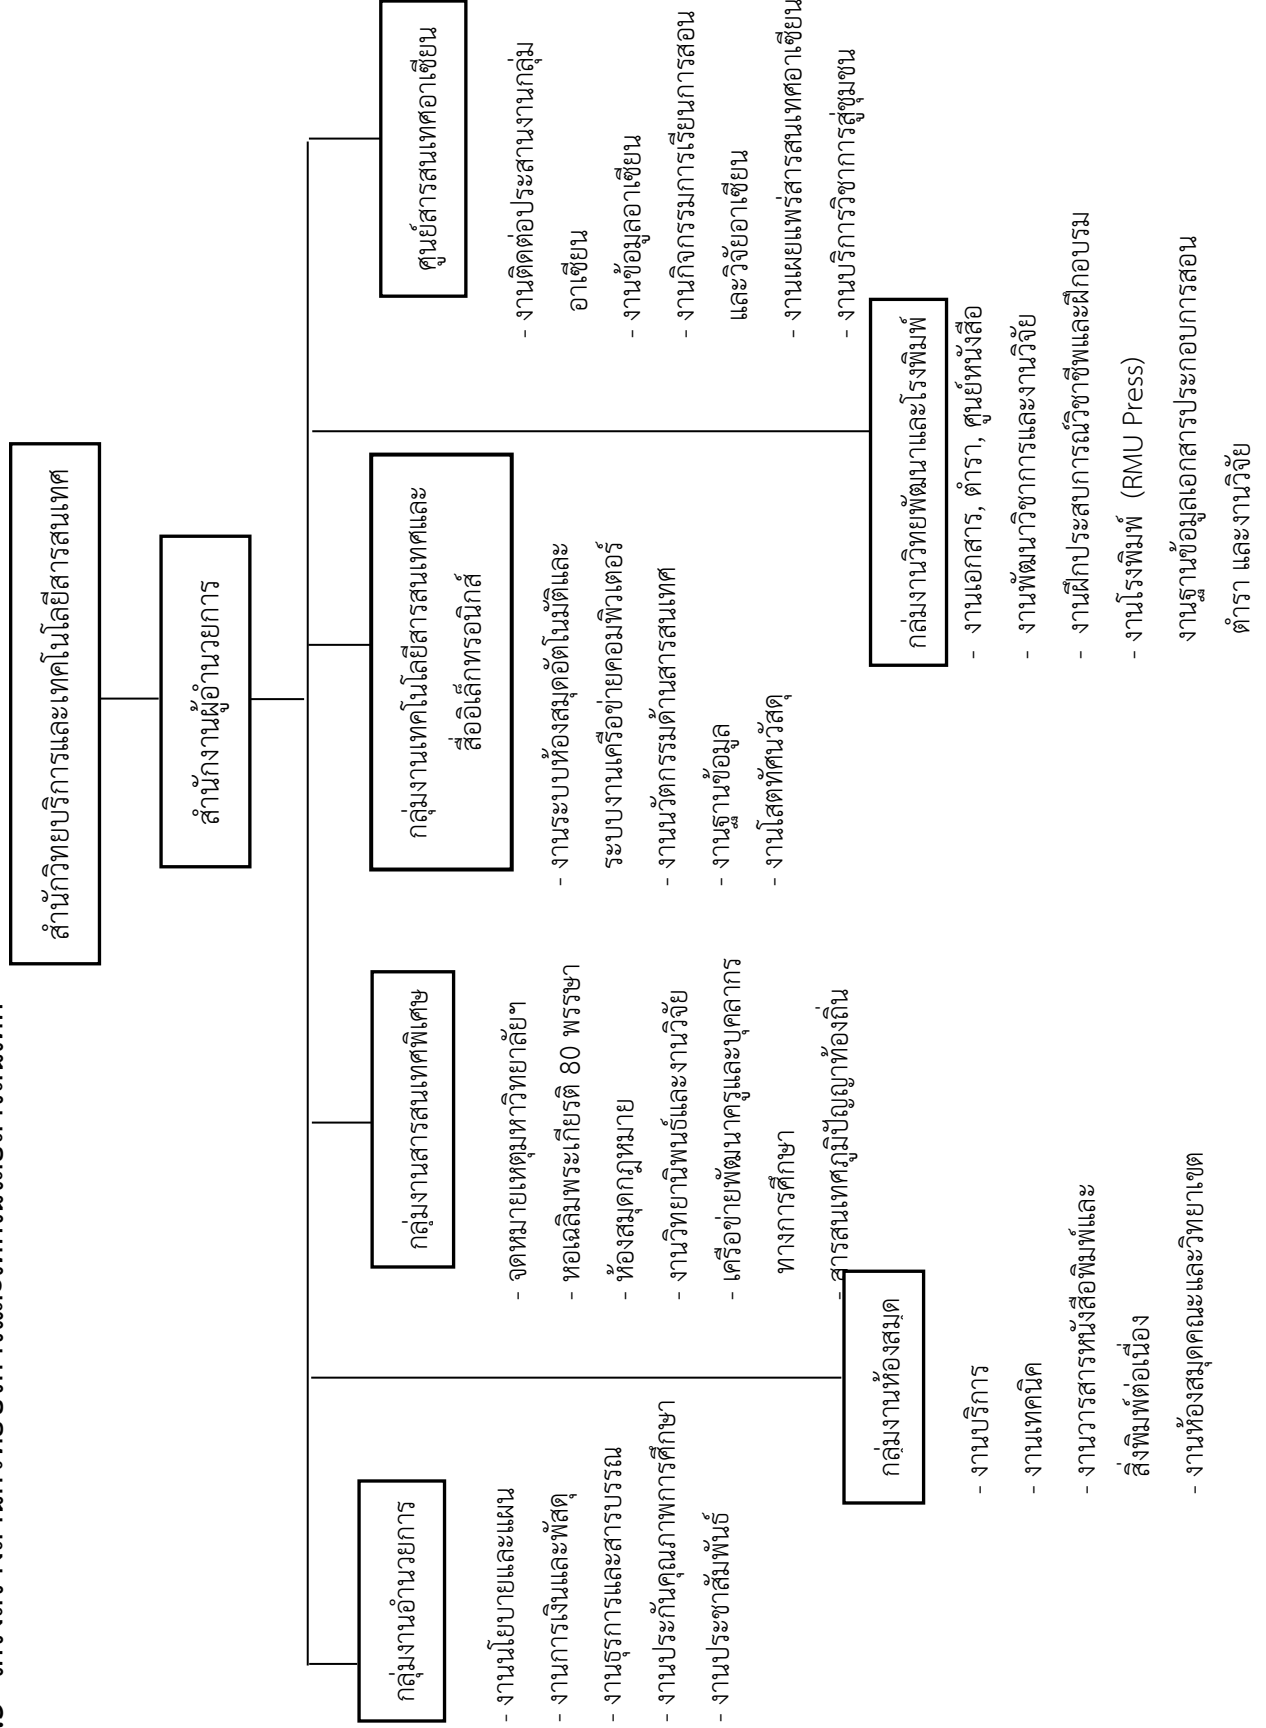 สำนักวิทยบริการและเทคโนโลยีสารสนเทศ
สำนักงานผู้อำนวยการ
กลุ่มงานอำนวยการ
- งานนโยบายและแผน
- งานการเงินและพัสดุ
- งานธุรการและสารบรรณ
- งานประกันคุณภาพการศึกษา
- งานประชาสัมพันธ์
กลุ่มงานห้องสมุด
- งานบริการ
- งานเทคนิค
- งานวารสารหนังสือพิมพ์และ
สิ่งพิมพ์ต่อเนื่อง
- งานห้องสมุดคณะและวิทยาเขต
กลุ่มงานสารสนเทศพิเศษ
- จดหมายเหตุมหาวิทยาลัยฯ
- หอเฉลิมพระเกียรติ 80 พรรษา
- ห้องสมุดกฎหมาย
- งานวิทยานิพนธ์และงานวิจัย
- เครือข่ายพัฒนาครูและบุคลากร
ทางการศึกษา
- สารสนเทศภูมิปัญญาท้องถิ่น
กลุ่มงานเทคโนโลยีสารสนเทศและ
สื่ออิเล็กทรอนิกส์
- งานระบบห้องสมุดอัตโนมัติและ
ระบบงานเครือข่ายคอมพิวเตอร์
- งานนวัตกรรมด้านสารสนเทศ
- งานฐานข้อมูล
- งานโสตทัศนวัสดุ
กลุ่มงานวิทยพัฒนาและโรงพิมพ์
- งานเอกสาร, ตำรา, ศูนย์หนังสือ
- งานพัฒนาวิชาการและงานวิจัย
- งานฝึกประสบการณ์วิชาชีพและฝึกอบรม
- งานโรงพิมพ์ (RMU Press)
งานฐานข้อมูลเอกสารประกอบการสอน
ตำรา และงานวิจัย
ศูนย์สารสนเทศอาเซียน
- งานติดต่อประสานงานกลุ่ม
อาเซียน
- งานข้อมูลอาเซียน
- งานกิจกรรมการเรียนการสอน
และวิจัยอาเซียน
- งานเผยแพร่สารสนเทศอาเซียน
- งานบริการวิชาการสู่ชุมชน